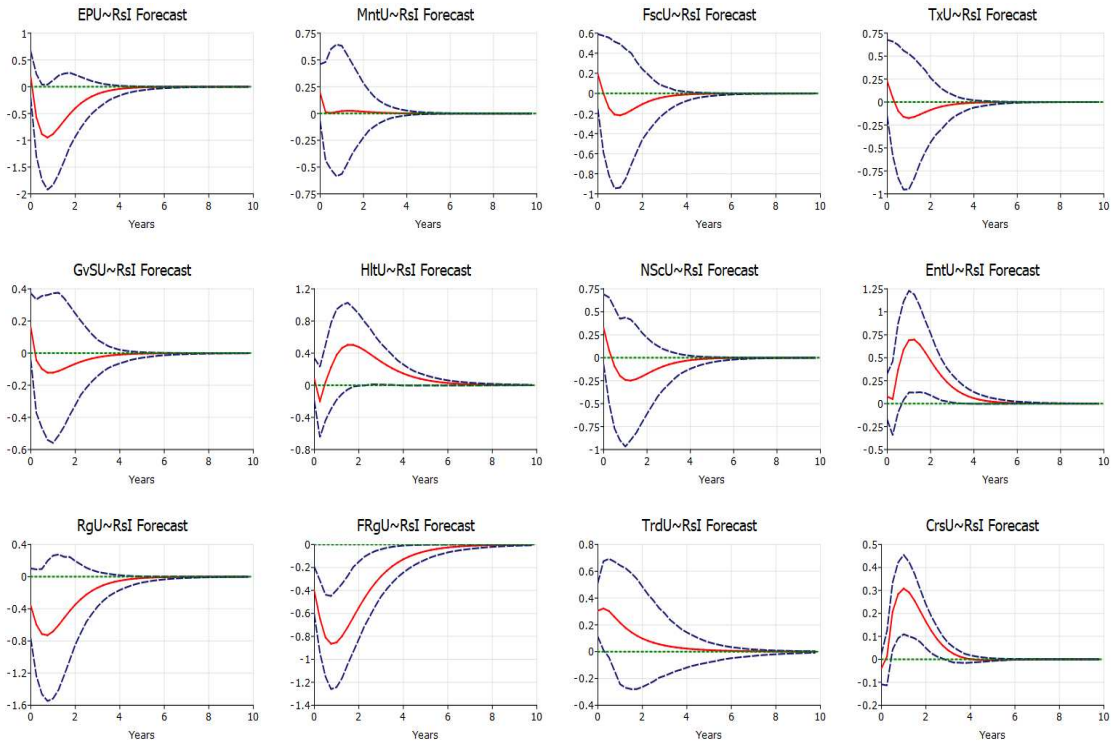 EPU~RsI Forecast
1
0.5
0
-0.5
-1
-1.5
-2
0 2 4 6 8 10
Years
MntU~RsI Forecast
0.75
0.5
0.25
0
0.25
0.5
0.75
0 2 4 6 8 10
Years
FscU~RsI Forecast
0.6
0.4
0.2
0
-0.2
-0.4
-0.6
-0.8
-1
0 2 4 6 8 10
Years
TxU~RsI Forecast
0.75
0.5
0.25
0
0.25
-0.5
0.75
-1
0 2 4 6 8 10
Years
GvSU~RsI Forecast
0.4
0.2
0
-0.2
-0.4
-0.6
0 2 4 6 8 10
Years
HltU~RsI Forecast
1.2
0.8
0.4
0
-0.4
-0.8
0 2 4 6 8 10
Years
NScU~RsI Forecast
0.75
0.5
0.25
0
0.25
-0.5
0.75
-1
0 2 4 6 8 10
Years
EntU~RsI Forecast
1.25
1
0.75
0.5
0.25
0
0.25
-0.5
0 2 4 6 8 10
Years
RgU~RsI Forecast
0.4
0
-0.4
-0.8
-1.2
-1.6
0 2 4 6 8 10
Years
FRgU~RsI Forecast
0
-0.2
-0.4
-0.6
-0.8
-1
-1.2
-1.4
0 2 4 6 8 10
Years
TrdU~RsI Forecast
0.8
0.6
0.4
0.2
0
-0.2
-0.4
0 2 4 6 8 10
Years
CrsU~RsI Forecast
0.5
0.4
0.3
0.2
0.1
0
-0.1
0.2
0 2 4 6 8 10
Years